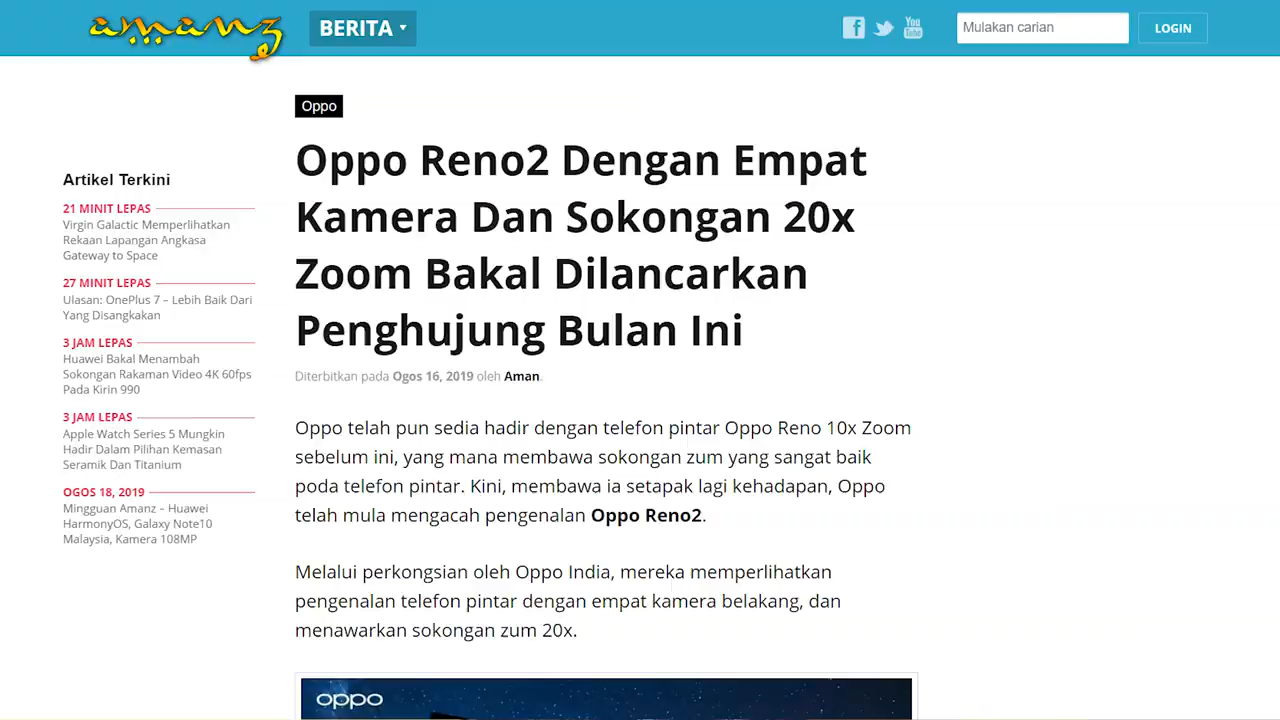 amanz
BERITA
You
Tube
Mulakan carian
LOGIN
Oppo
Oppo Reno2 Dengan Empat
Kamera Dan Sokongan 20x
Zoom Bakal Dilancarkan
Penghujung Bulan Ini
Diterbitkan pada Ogos 16, 2019 oleh Aman.
Artikel Terkini
21 MINIT LEPAS
Virgin Galactic Memperlihatkan
Rekaan Lapangan Angkasa
Gateway to Space
27 MINIT LEPAS
Ulasan: OnePlus 7 – Lebih Baik Dari
Yang Disangkakan
3 JAM LEPAS
Huawei Bakal Menambah
Sokongan Rakaman Video 4K 60fps
Pada Kirin 990
3 JAM LEPAS
Apple Watch Series 5 Mungkin
Hadir Dalam Pilihan Kemasan
Seramik Dan Titanium
OGOS 18, 2019
Mingguan Amanz – Huawei
HarmonyOS, Galaxy Note10
Malaysia, Kamera 108MP
Oppo telah pun sedia hadir dengan telefon pintar Oppo Reno 10x Zoom
sebelum ini, yang mana membawa sokongan zum yang sangat baik
poda telefon pintar. Kini, membawa ia setapak lagi kehadapan, Oppo
telah mula mengacah pengenalan Oppo Reno2.
Melalui perkongsian oleh Oppo India, mereka memperlihatkan
pengenalan telefon pintar dengan empat kamera belakang, dan
menawarkan sokongan zum 20x.
oppo